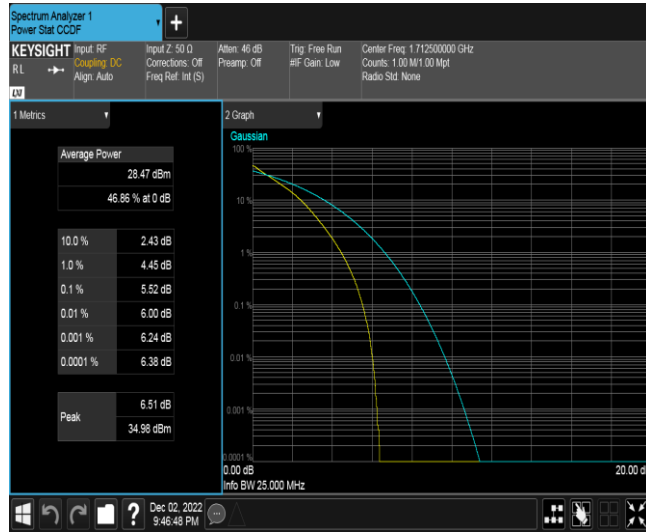 Spectrum Analyzer 1
Power Stat CCDF
+
KEYSIGHT
RL
LXI
Input: RF
Coupling: DC
Align: Auto
Input Z: 50 Ω
Corrections: Off
Freq Ref: Int (S)
Atten: 46 dB
Preamp: Off
Trig: Free Run
#IF Gain: Low
Center Freq: 1.712500000 GHz
Counts: 1.00 M/1.00 Mpt
Radio Std: None
1 Metrics
Average Power
28.47 dBm
46.86 % at 0 dB
10.0 % 2.43 dB
1.0 % 4.45 dB
0.1 % 5.52 dB
0.01 % 6.00 dB
0.001 % 6.24 dB
0.0001 % 6.38 dB
Peak
6.51 dB
34.98 dBm
2 Graph
Gaussian
100 %
10 %
1 %
0.1 %
0.01 %
0.001 %
0.0001 %
0.00 dB
20.00 d
Info BW 25.000 MHz
?
Dec 02, 2022
9:46:48 PM